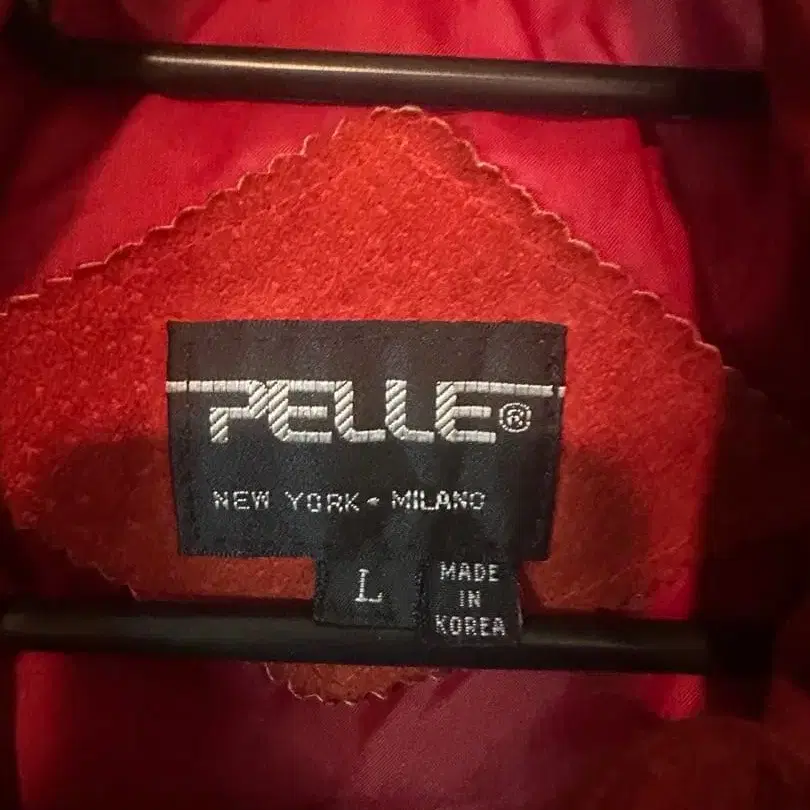 PELLE®
NEW YORK - MILANO
L
MADE
IN
KOREA